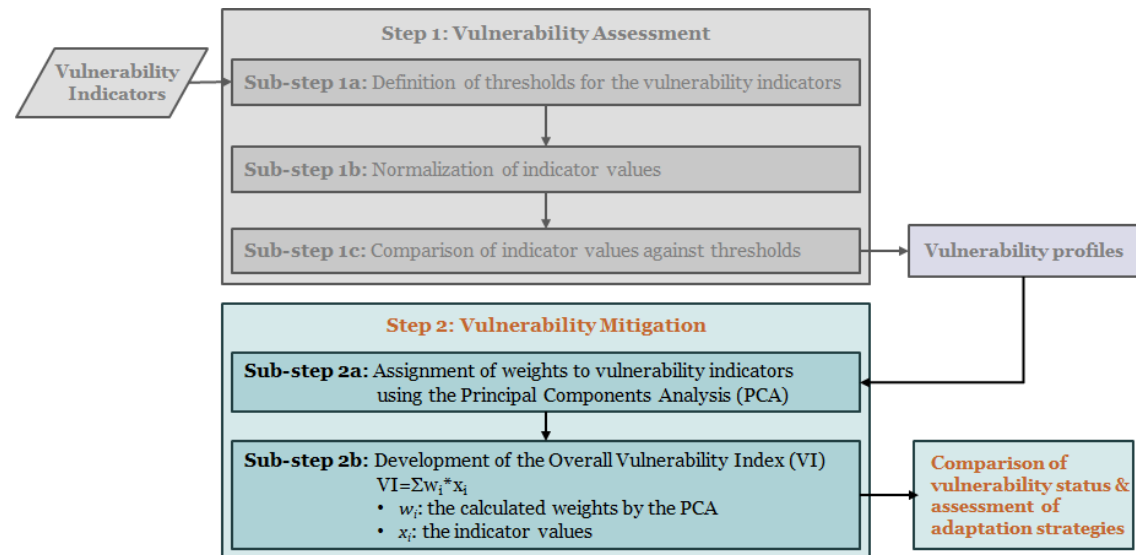 Step 1: Vulnerability Assessment
Vulnerability
Indicators
Sub-step 1a: Definition of thresholds for the vulnerability indicators
Sub-step 1b: Normalization of indicator values
Sub-step 1c: Comparison of indicator values against thresholds
Vulnerability profiles
Step 2: Vulnerability Mitigation
Sub-step 2a: Assignment of weights to vulnerability indicators
using the Principal Components Analysis (PCA)
Sub-step 2b: Development of the Overall Vulnerability Index (VI)
VI=Σwᵢ*xᵢ
• wᵢ: the calculated weights by the PCA
• xᵢ: the indicator values
Comparison of
vulnerability status &
assessment of
adaptation strategies